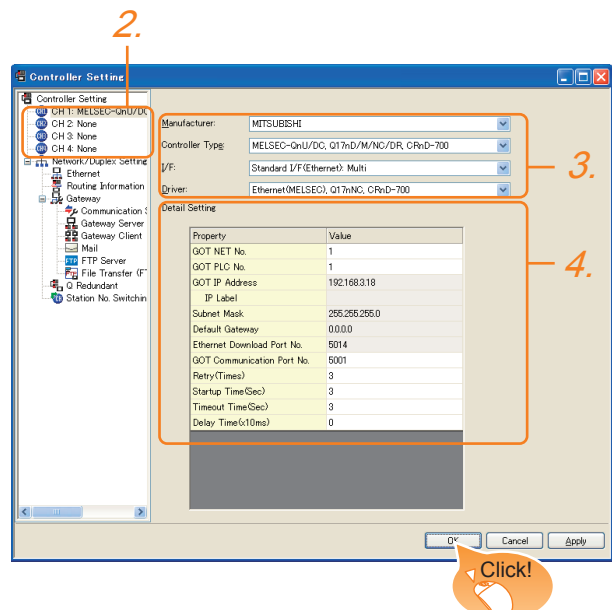 2.
Controller Setting
Controller Setting
CH 1: MELSEC-QnU/DC
CH 2: None
CH 3: None
CH 4: None
Network/Duplex Setting
Ethernet
Routing Information
Gateway
Communication S
Gateway Server
Gateway Client
Mail
FTP Server
File Transfer (F
Q Redundant
Station No. Switchin
Manufacturer: MITSUBISHI
Controller Type: MELSEC-QnU/DC, Q17nD/M/NC/DR, CRnD-700
I/F: Standard I/F(Ethernet): Multi
Driver: Ethernet(MELSEC), Q17nNC, CRnD-700
3.
Detail Setting
Property Value
GOT NET No. 1
GOT PLC No. 1
GOT IP Address 192.168.3.18
IP Label
Subnet Mask 255.255.255.0
Default Gateway 0.0.0.0
Ethernet Download Port No. 5014
GOT Communication Port No. 5001
Retry(Times) 3
Startup Time(Sec) 3
Timeout Time(Sec) 3
Delay Time(x10ms) 0
4.
OK Cancel Apply
Click!